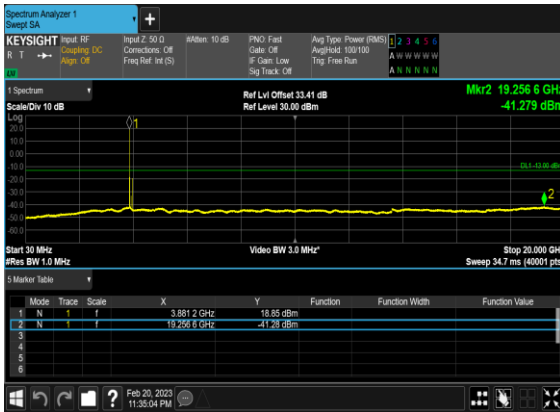 Spectrum Analyzer 1
Swept SA
+
KEYSIGHT
R T
Input: RF
Coupling: DC
Align: Off
Input Z: 50 Ω
Corrections: Off
Freq Ref: Int (S)
#Atten: 10 dB
PNO: Fast
Gate: Off
IF Gain: Low
Sig Track: Off
Avg Type: Power (RMS)
Avg|Hold: 100/100
Trig: Free Run
1 2 3 4 5 6
A W W W W W
A N N N N N
1 Spectrum
Scale/Div 10 dB
Ref Lvl Offset 33.41 dB
Ref Level 30.00 dBm
Mkr2 19.256 6 GHz
-41.279 dBm
Log
20.0
10.0
0.00
-10.0
-20.0
-30.0
-40.0
-50.0
-60.0
1
DL1 -13.00 dBm
2
Start 30 MHz
#Res BW 1.0 MHz
Video BW 3.0 MHz*
Stop 20.000 GHz
Sweep 34.7 ms (40001 pts)
5 Marker Table
Mode Trace Scale X Y Function Function Width Function Value
1 N 1 f 3.881 2 GHz 18.85 dBm
2 N 1 f 19.256 6 GHz -41.28 dBm
3
4
5
6
?
Feb 20, 2023
11:35:04 PM